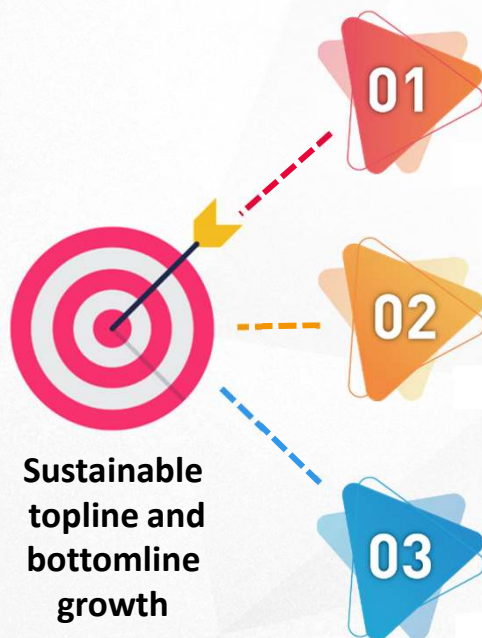 01
02
03
Sustainable
topline and
bottomline
growth